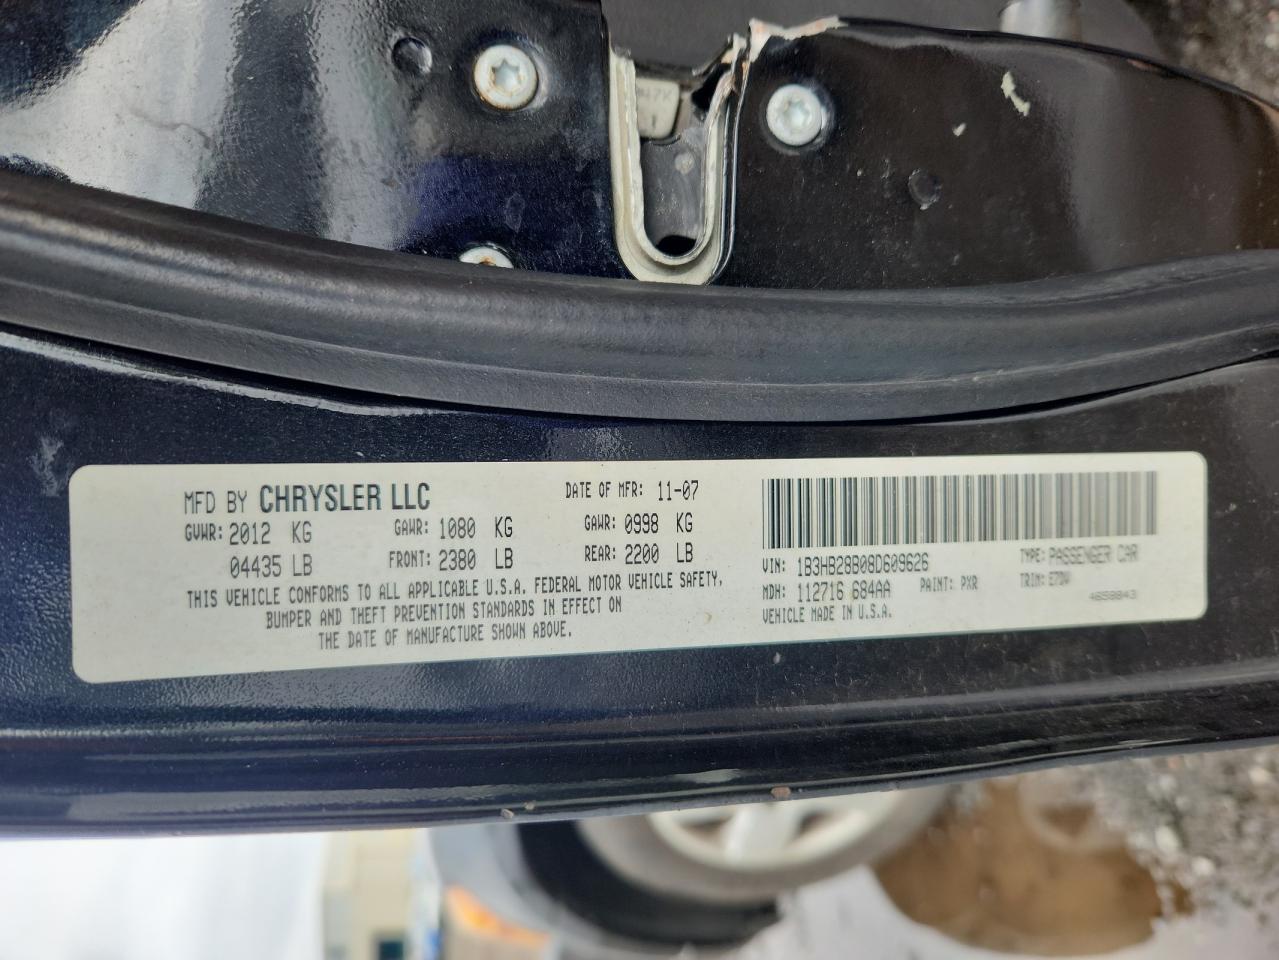 MFD BY CHRYSLER LLC DATE OF MFR: 11-07
GVWR: 2012 KG GAWR: 1080 KG GAWR: 0998 KG
04435 LB FRONT: 2380 LB REAR: 2200 LB
THIS VEHICLE CONFORMS TO ALL APPLICABLE U.S.A. FEDERAL MOTOR VEHICLE SAFETY,
BUMPER AND THEFT PREVENTION STANDARDS IN EFFECT ON
THE DATE OF MANUFACTURE SHOWN ABOVE.
VIN: 1B3HB28B08D609626 TYPE: PASSENGER CAR
MDH: 112716 684AA PAINT: PXR TRIM: E7DV
VEHICLE MADE IN U.S.A. 4658843